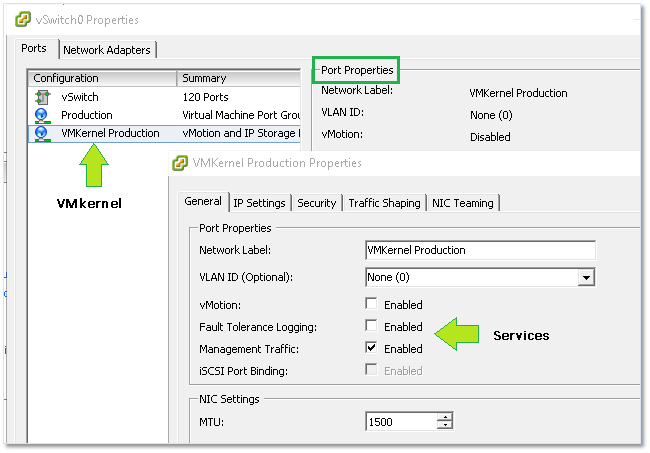 vSwitch0 Properties
Ports Network Adapters
Configuration Summary
vSwitch 120 Ports
Production Virtual Machine Port Grou
VMKernel Production vMotion and IP Storage
VMkernel
Port Properties
Network Label: VMKernel Production
VLAN ID: None (0)
vMotion: Disabled
VMKernel Production Properties
General IP Settings Security Traffic Shaping NIC Teaming
Port Properties
Network Label: VMKernel Production
VLAN ID (Optional): None (0)
vMotion: Enabled
Fault Tolerance Logging: Enabled
Management Traffic: Enabled
iSCSI Port Binding: Enabled
Services
NIC Settings
MTU: 1500